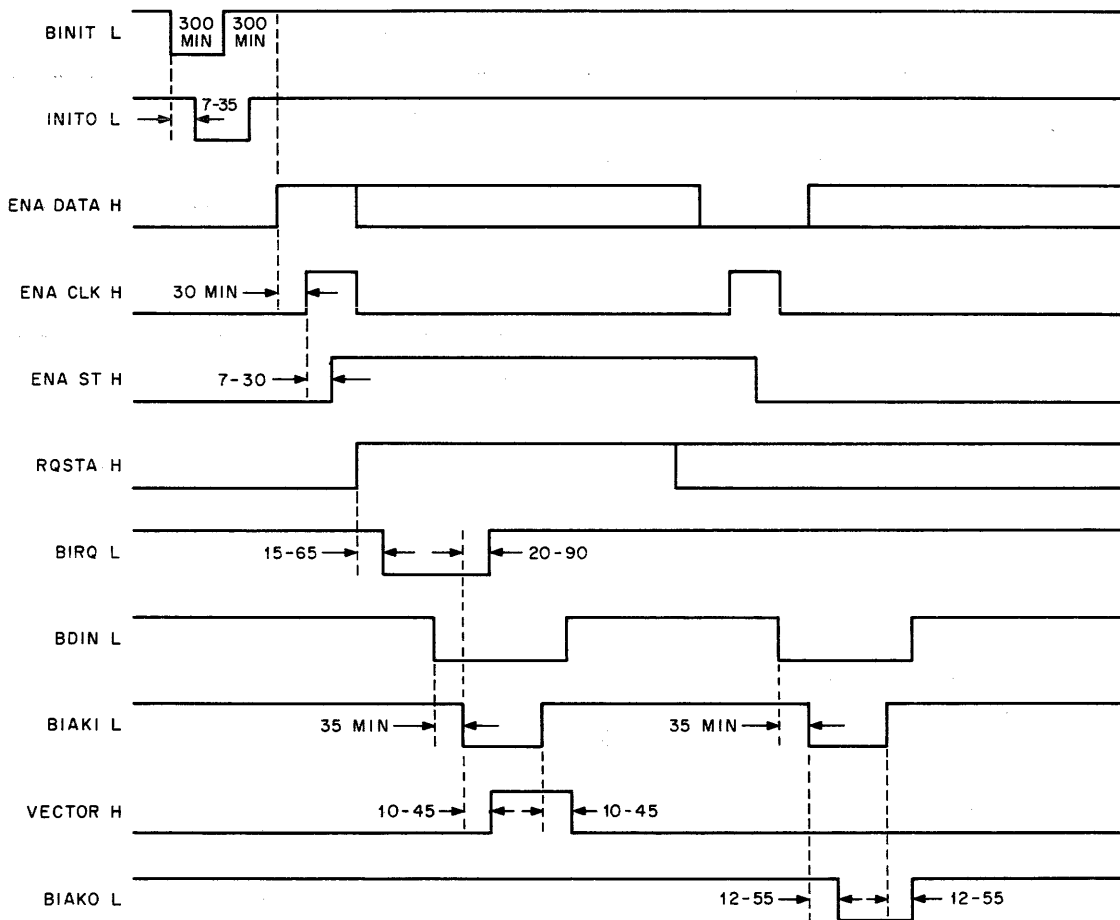 BINIT L
300 MIN
300 MIN
INITO L
7-35
ENA DATA H
ENA CLK H
30 MIN
ENA ST H
7-30
RQSTA H
BIRQ L
15-65
20-90
BDIN L
BIAKI L
35 MIN
35 MIN
VECTOR H
10-45
10-45
BIAKO L
12-55
12-55